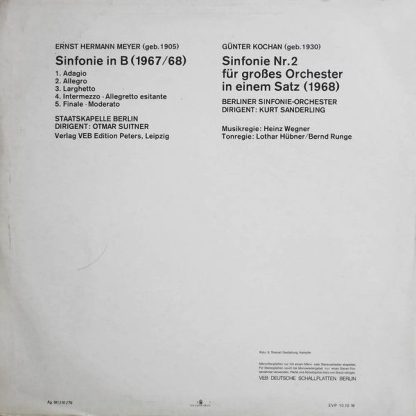 ERNST HERMANN MEYER (geb. 1905)
Sinfonie in B (1967/68)
1. Adagio
2. Allegro
3. Larghetto
4. Intermezzo · Allegretto esitante
5. Finale · Moderato
STAATSKAPELLE BERLIN
DIRIGENT: OTMAR SUITNER
Verlag VEB Edition Peters, Leipzig
GÜNTER KOCHAN (geb. 1930)
Sinfonie Nr. 2
für großes Orchester
in einem Satz (1968)
BERLINER SINFONIE-ORCHESTER
DIRIGENT: KURT SANDERLING
Musikregie: Heinz Wegner
Tonregie: Lothar Hübner/Bernd Runge
VEB DEUTSCHE SCHALLPLATTEN BERLIN